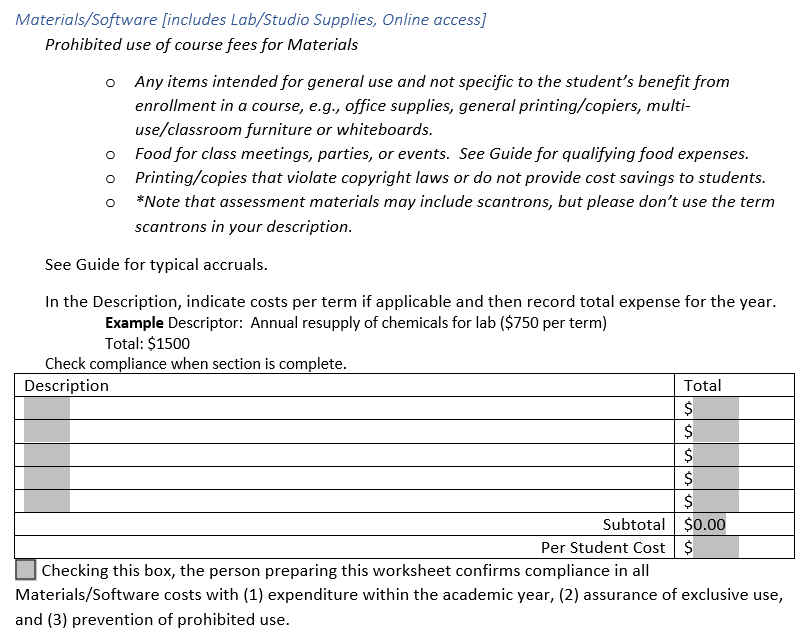 Materials/Software [includes Lab/Studio Supplies, Online access]
Prohibited use of course fees for Materials
o Any items intended for general use and not specific to the student's benefit from
enrollment in a course, e.g., office supplies, general printing/copiers, multi-
use/classroom furniture or whiteboards.
o Food for class meetings, parties, or events.  See Guide for qualifying food expenses.
o Printing/copies that violate copyright laws or do not provide cost savings to students.
o *Note that assessment materials may include scantrons, but please don't use the term
scantrons in your description.
See Guide for typical accruals.
In the Description, indicate costs per term if applicable and then record total expense for the year.
Example Descriptor:  Annual resupply of chemicals for lab ($750 per term)
Total: $1500
Check compliance when section is complete.
Description Total
$
$
$
$
$
Subtotal $0.00
Per Student Cost $
Checking this box, the person preparing this worksheet confirms compliance in all
Materials/Software costs with (1) expenditure within the academic year, (2) assurance of exclusive use,
and (3) prevention of prohibited use.